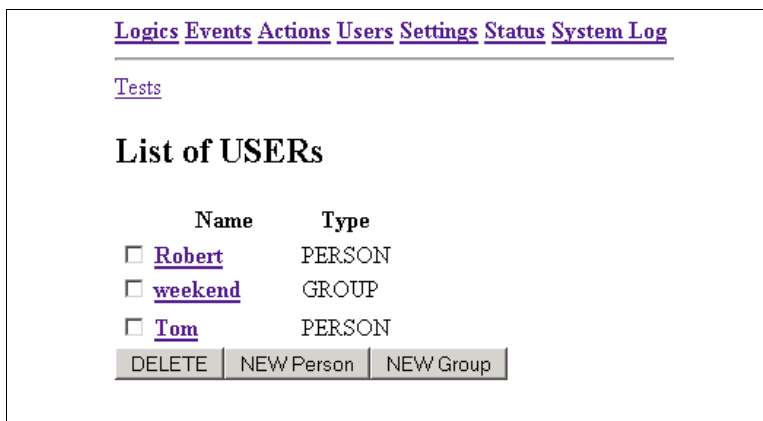 Logics Events Actions Users Settings Status System Log
Tests
List of USERs
Name Type
Robert PERSON
weekend GROUP
Tom PERSON
DELETE NEW Person NEW Group